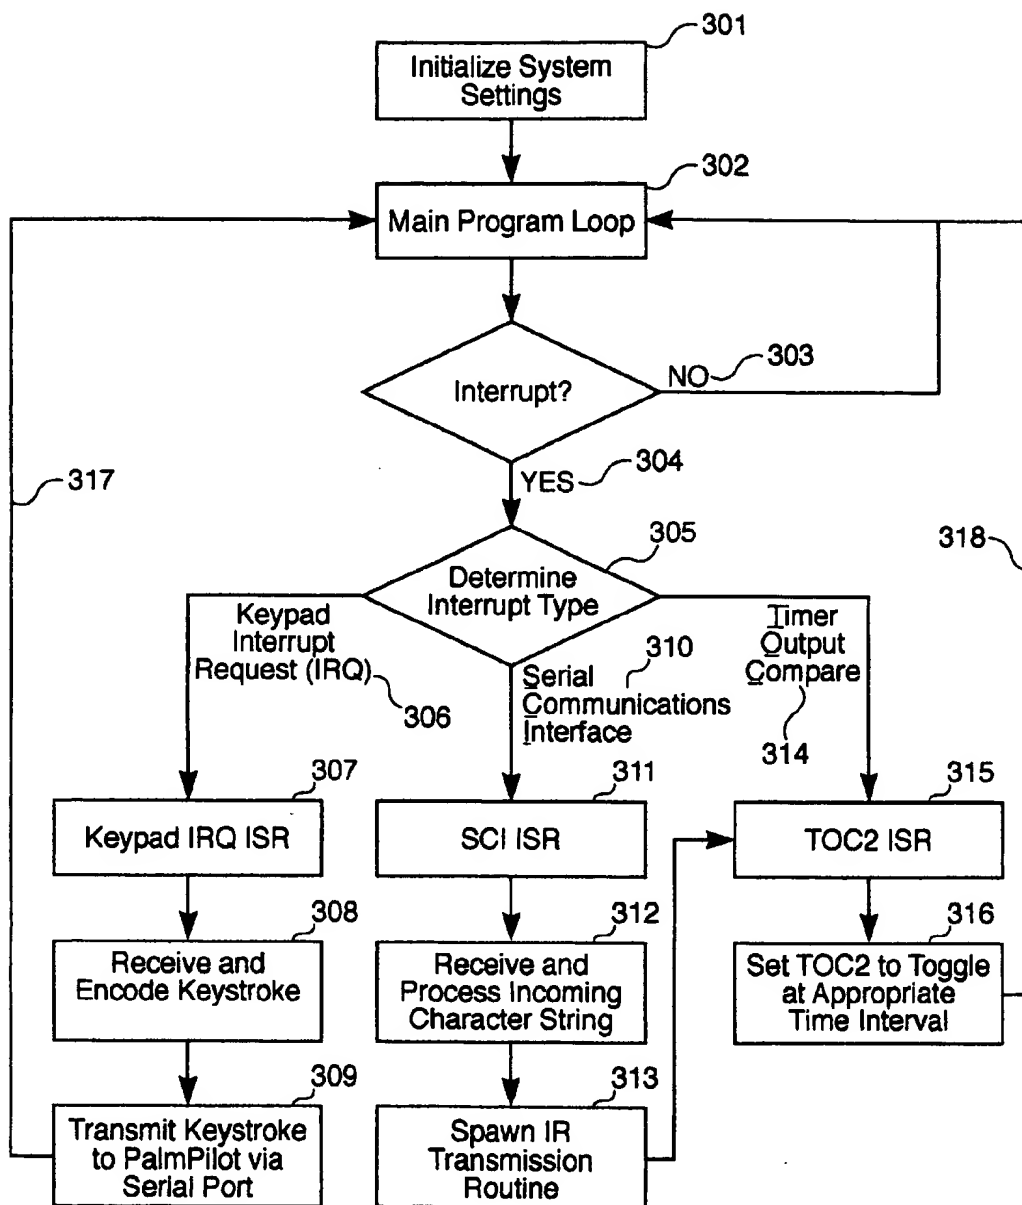 301
Initialize System
Settings
302
Main Program Loop
303
Interrupt?
NO
304
YES
317
305
318
Determine
Interrupt Type
Keypad
Interrupt
Request (IRQ)
306
310
Serial
Communications
Interface
Timer
Output
Compare
314
307
Keypad IRQ ISR
311
SCI ISR
315
TOC2 ISR
308
Receive and
Encode Keystroke
312
Receive and
Process Incoming
Character String
316
Set TOC2 to Toggle
at Appropriate
Time Interval
309
Transmit Keystroke
to PalmPilot via
Serial Port
313
Spawn IR
Transmission
Routine